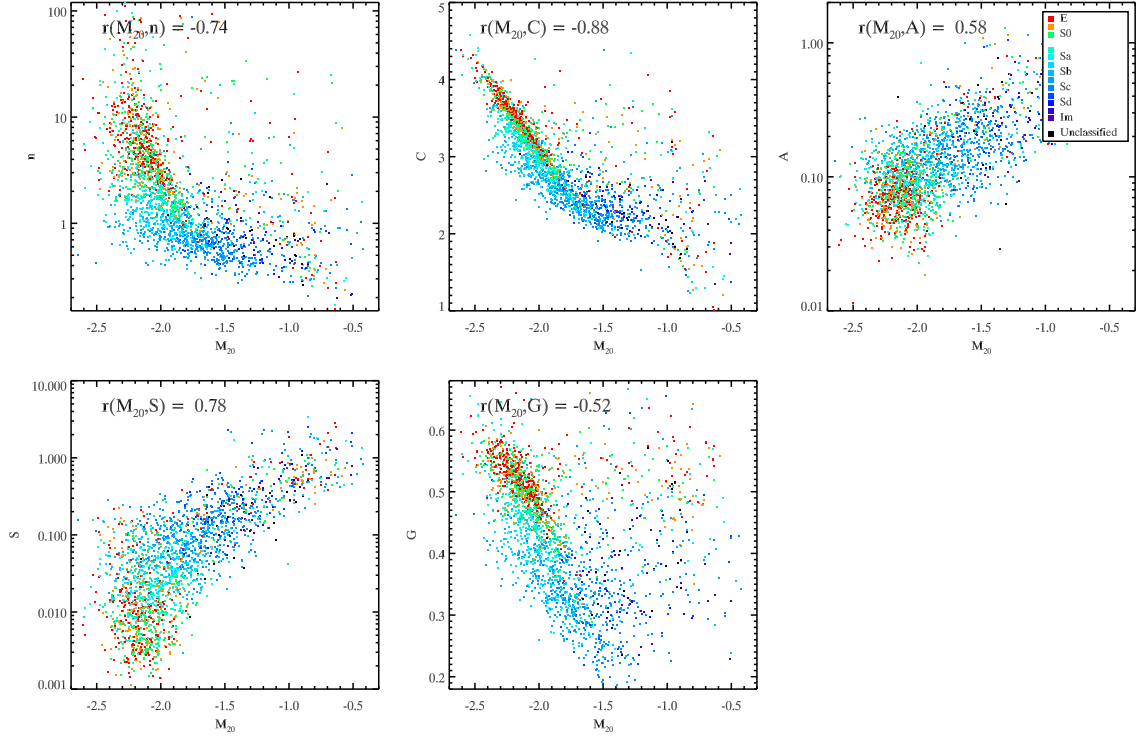 r(M20,n) = -0.74
100
10
1
n
-2.5 -2.0 -1.5 -1.0 -0.5
M20
r(M20,C) = -0.88
5
4
3
2
1
C
-2.5 -2.0 -1.5 -1.0 -0.5
M20
r(M20,A) = 0.58
1.00
0.10
0.01
A
-2.5 -2.0 -1.5 -1.0 -0.5
M20
E
S0
Sa
Sb
Sc
Sd
Im
Unclassified
r(M20,S) = 0.78
10.000
1.000
0.100
0.010
0.001
S
-2.5 -2.0 -1.5 -1.0 -0.5
M20
r(M20,G) = -0.52
0.6
0.5
0.4
0.3
0.2
G
-2.5 -2.0 -1.5 -1.0 -0.5
M20